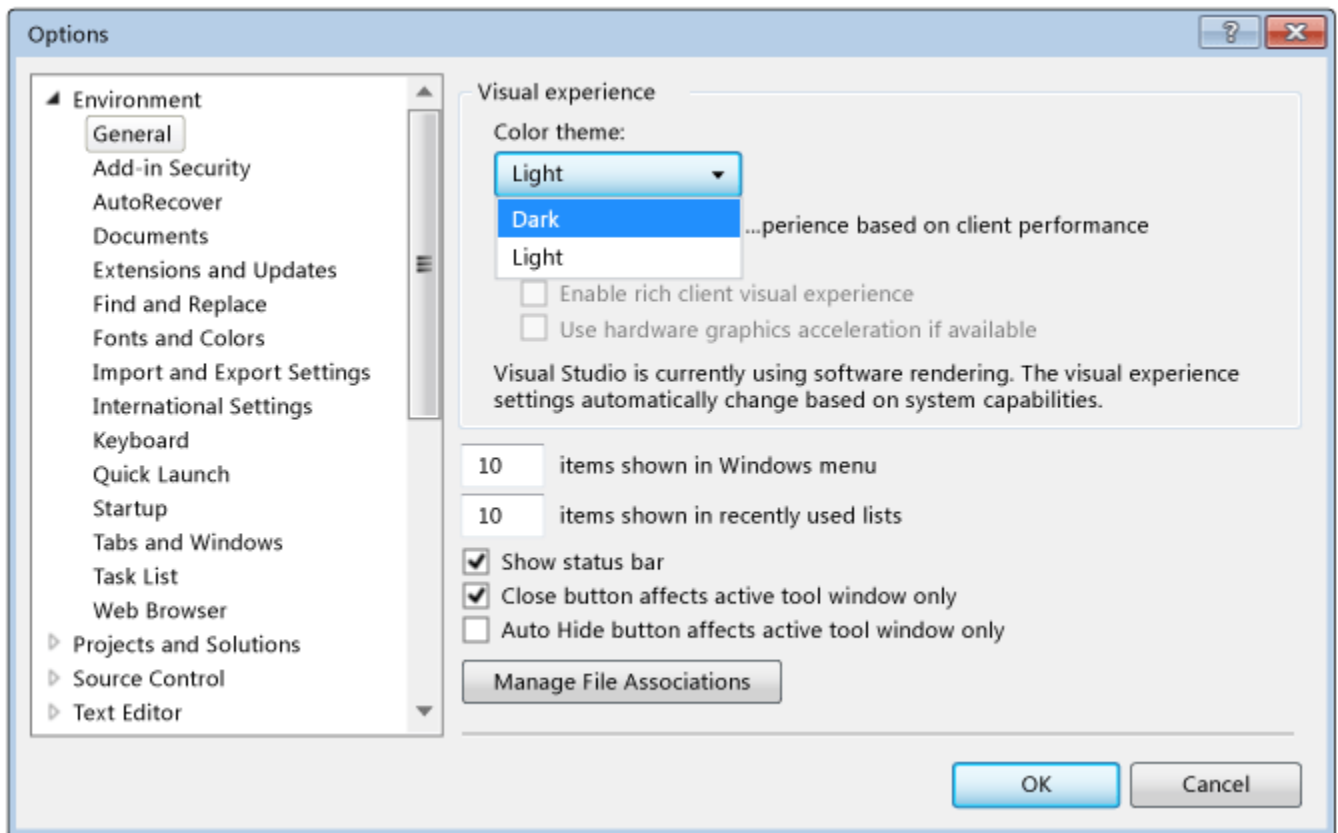 Options
Environment
General
Add-in Security
AutoRecover
Documents
Extensions and Updates
Find and Replace
Fonts and Colors
Import and Export Settings
International Settings
Keyboard
Quick Launch
Startup
Tabs and Windows
Task List
Web Browser
Projects and Solutions
Source Control
Text Editor
Visual experience
Color theme:
Light
Dark
Light
...perience based on client performance
Enable rich client visual experience
Use hardware graphics acceleration if available
Visual Studio is currently using software rendering. The visual experience
settings automatically change based on system capabilities.
10 items shown in Windows menu
10 items shown in recently used lists
Show status bar
Close button affects active tool window only
Auto Hide button affects active tool window only
Manage File Associations
OK
Cancel